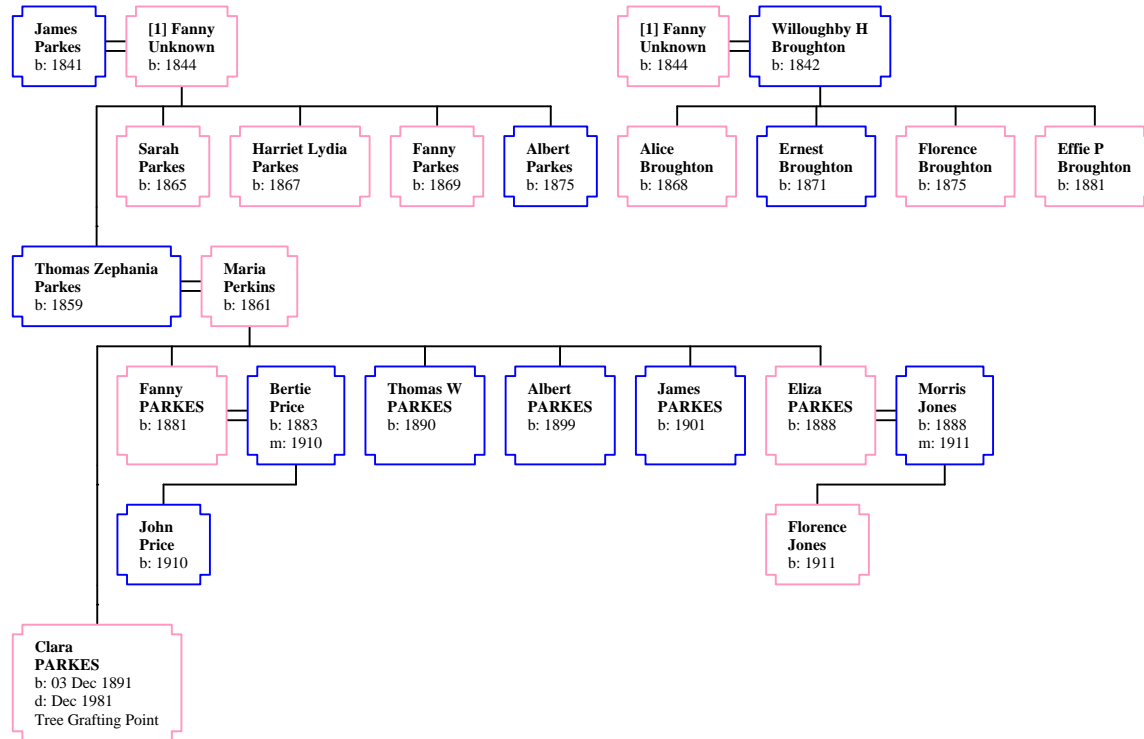 James
Parkes
b: 1841
[1] Fanny
Unknown
b: 1844
[1] Fanny
Unknown
b: 1844
Willoughby H
Broughton
b: 1842
Sarah
Parkes
b: 1865
Harriet Lydia
Parkes
b: 1867
Fanny
Parkes
b: 1869
Albert
Parkes
b: 1875
Alice
Broughton
b: 1868
Ernest
Broughton
b: 1871
Florence
Broughton
b: 1875
Effie P
Broughton
b: 1881
Thomas Zephania
Parkes
b: 1859
Maria
Perkins
b: 1861
Fanny
PARKES
b: 1881
Bertie
Price
b: 1883
m: 1910
Thomas W
PARKES
b: 1890
Albert
PARKES
b: 1899
James
PARKES
b: 1901
Eliza
PARKES
b: 1888
Morris
Jones
b: 1888
m: 1911
John
Price
b: 1910
Florence
Jones
b: 1911
Clara
PARKES
b: 03 Dec 1891
d: Dec 1981
Tree Grafting Point